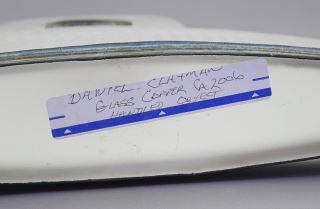 DANIEL CLAYMAN
GLASS COPPER CA 2006
HANDLED OBJECT